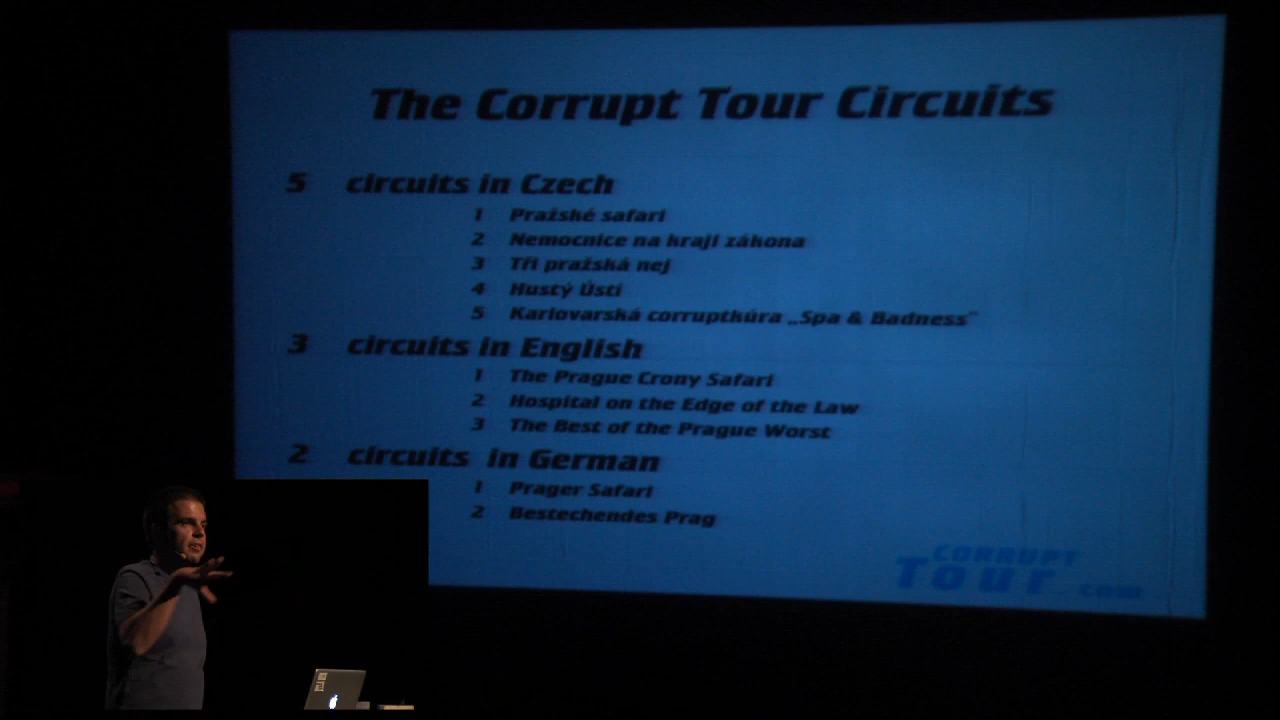 The Corrupt Tour Circuits
5 circuits in Czech
1 Pražské safari
2 Nemocnice na kraji zákona
3 Tři pražská nej
4 Hustý Ústí
5 Karlovarská corruptkúra „Spa & Badness"
3 circuits in English
1 The Prague Crony Safari
2 Hospital on the Edge of the Law
3 The Best of the Prague Worst
2 circuits in German
1 Prager Safari
2 Bestechendes Prag
CORRUPT
Tour .com